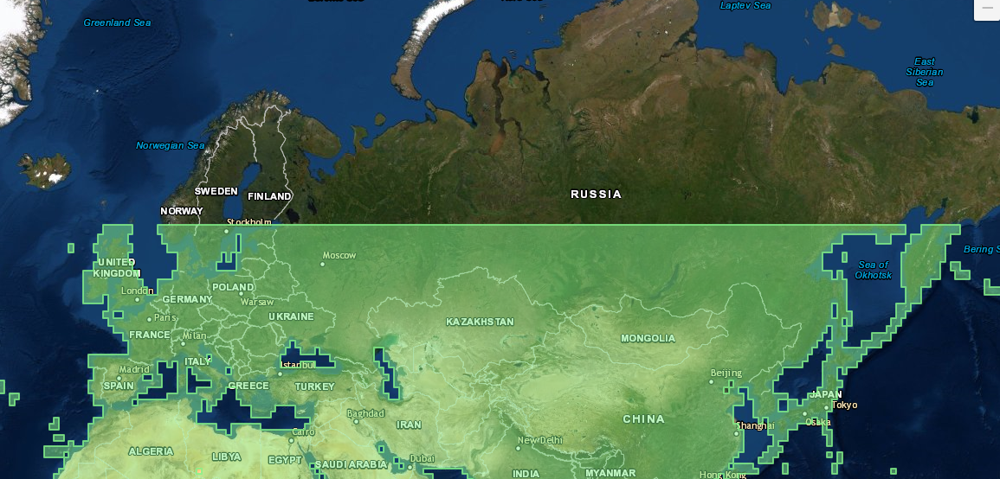 Laptev Sea
Greenland Sea
East
Siberian
Sea
Norwegian Sea
SWEDEN
FINLAND
RUSSIA
NORWAY
Stockholm
Bering S
Moscow
UNITED
KINGDOM
Sea of
Okhotsk
London
POLAND
GERMANY
Warsaw
Paris
UKRAINE
KAZAKHSTAN
FRANCE
Milan
MONGOLIA
ITALY
Istanbul
Madrid
Beijing
SPAIN
GREECE
TURKEY
JAPAN
Tokyo
Baghdad
IRAN
CHINA
Osaka
Shanghai
Cairo
New Delhi
ALGERIA
LIBYA
EGYPT
SAUDI ARABIA
Dubai
INDIA
MYANMAR
Hong Kong